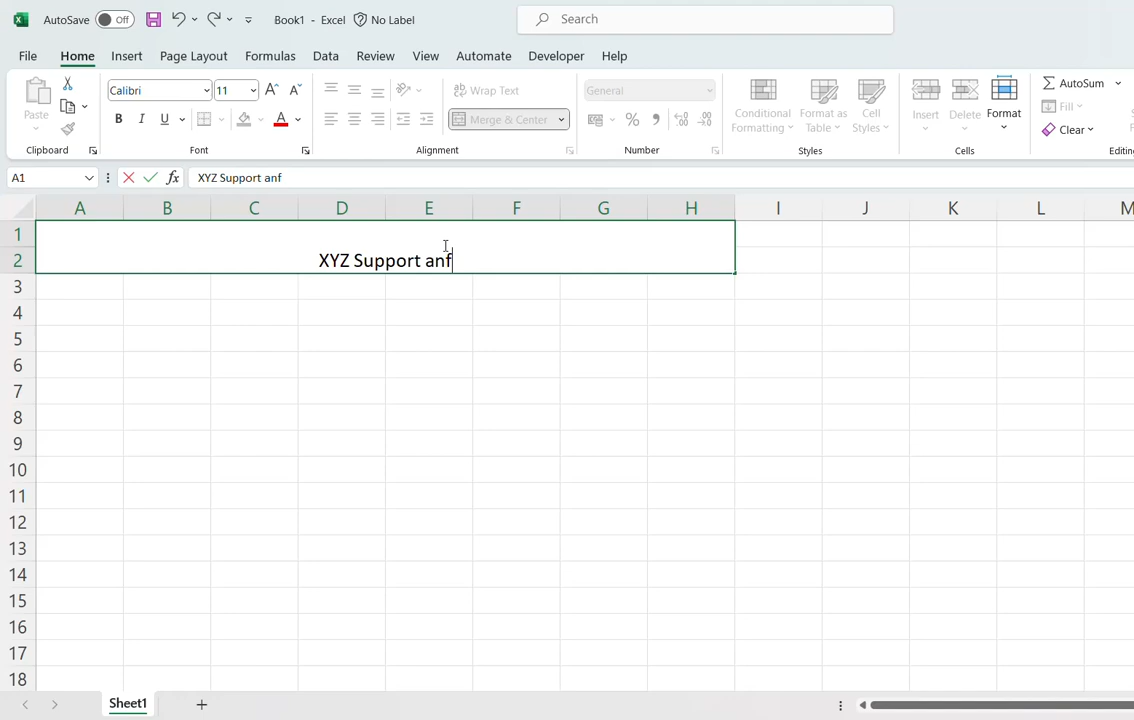 AutoSave Off Book1 - Excel No Label Search
File Home Insert Page Layout Formulas Data Review View Automate Developer Help
Paste Calibri 11 A A Wrap Text General Conditional Formatting Format as Table Cell Styles Insert Delete Format AutoSum
B I U A Merge & Center % Fill
Clear
Clipboard Font Alignment Number Styles Cells Editing
A1 fx XYZ Support anf
A B C D E F G H I J K L M
1
2 XYZ Support anf
3
4
5
6
7
8
9
10
11
12
13
14
15
16
17
18
Sheet1 +